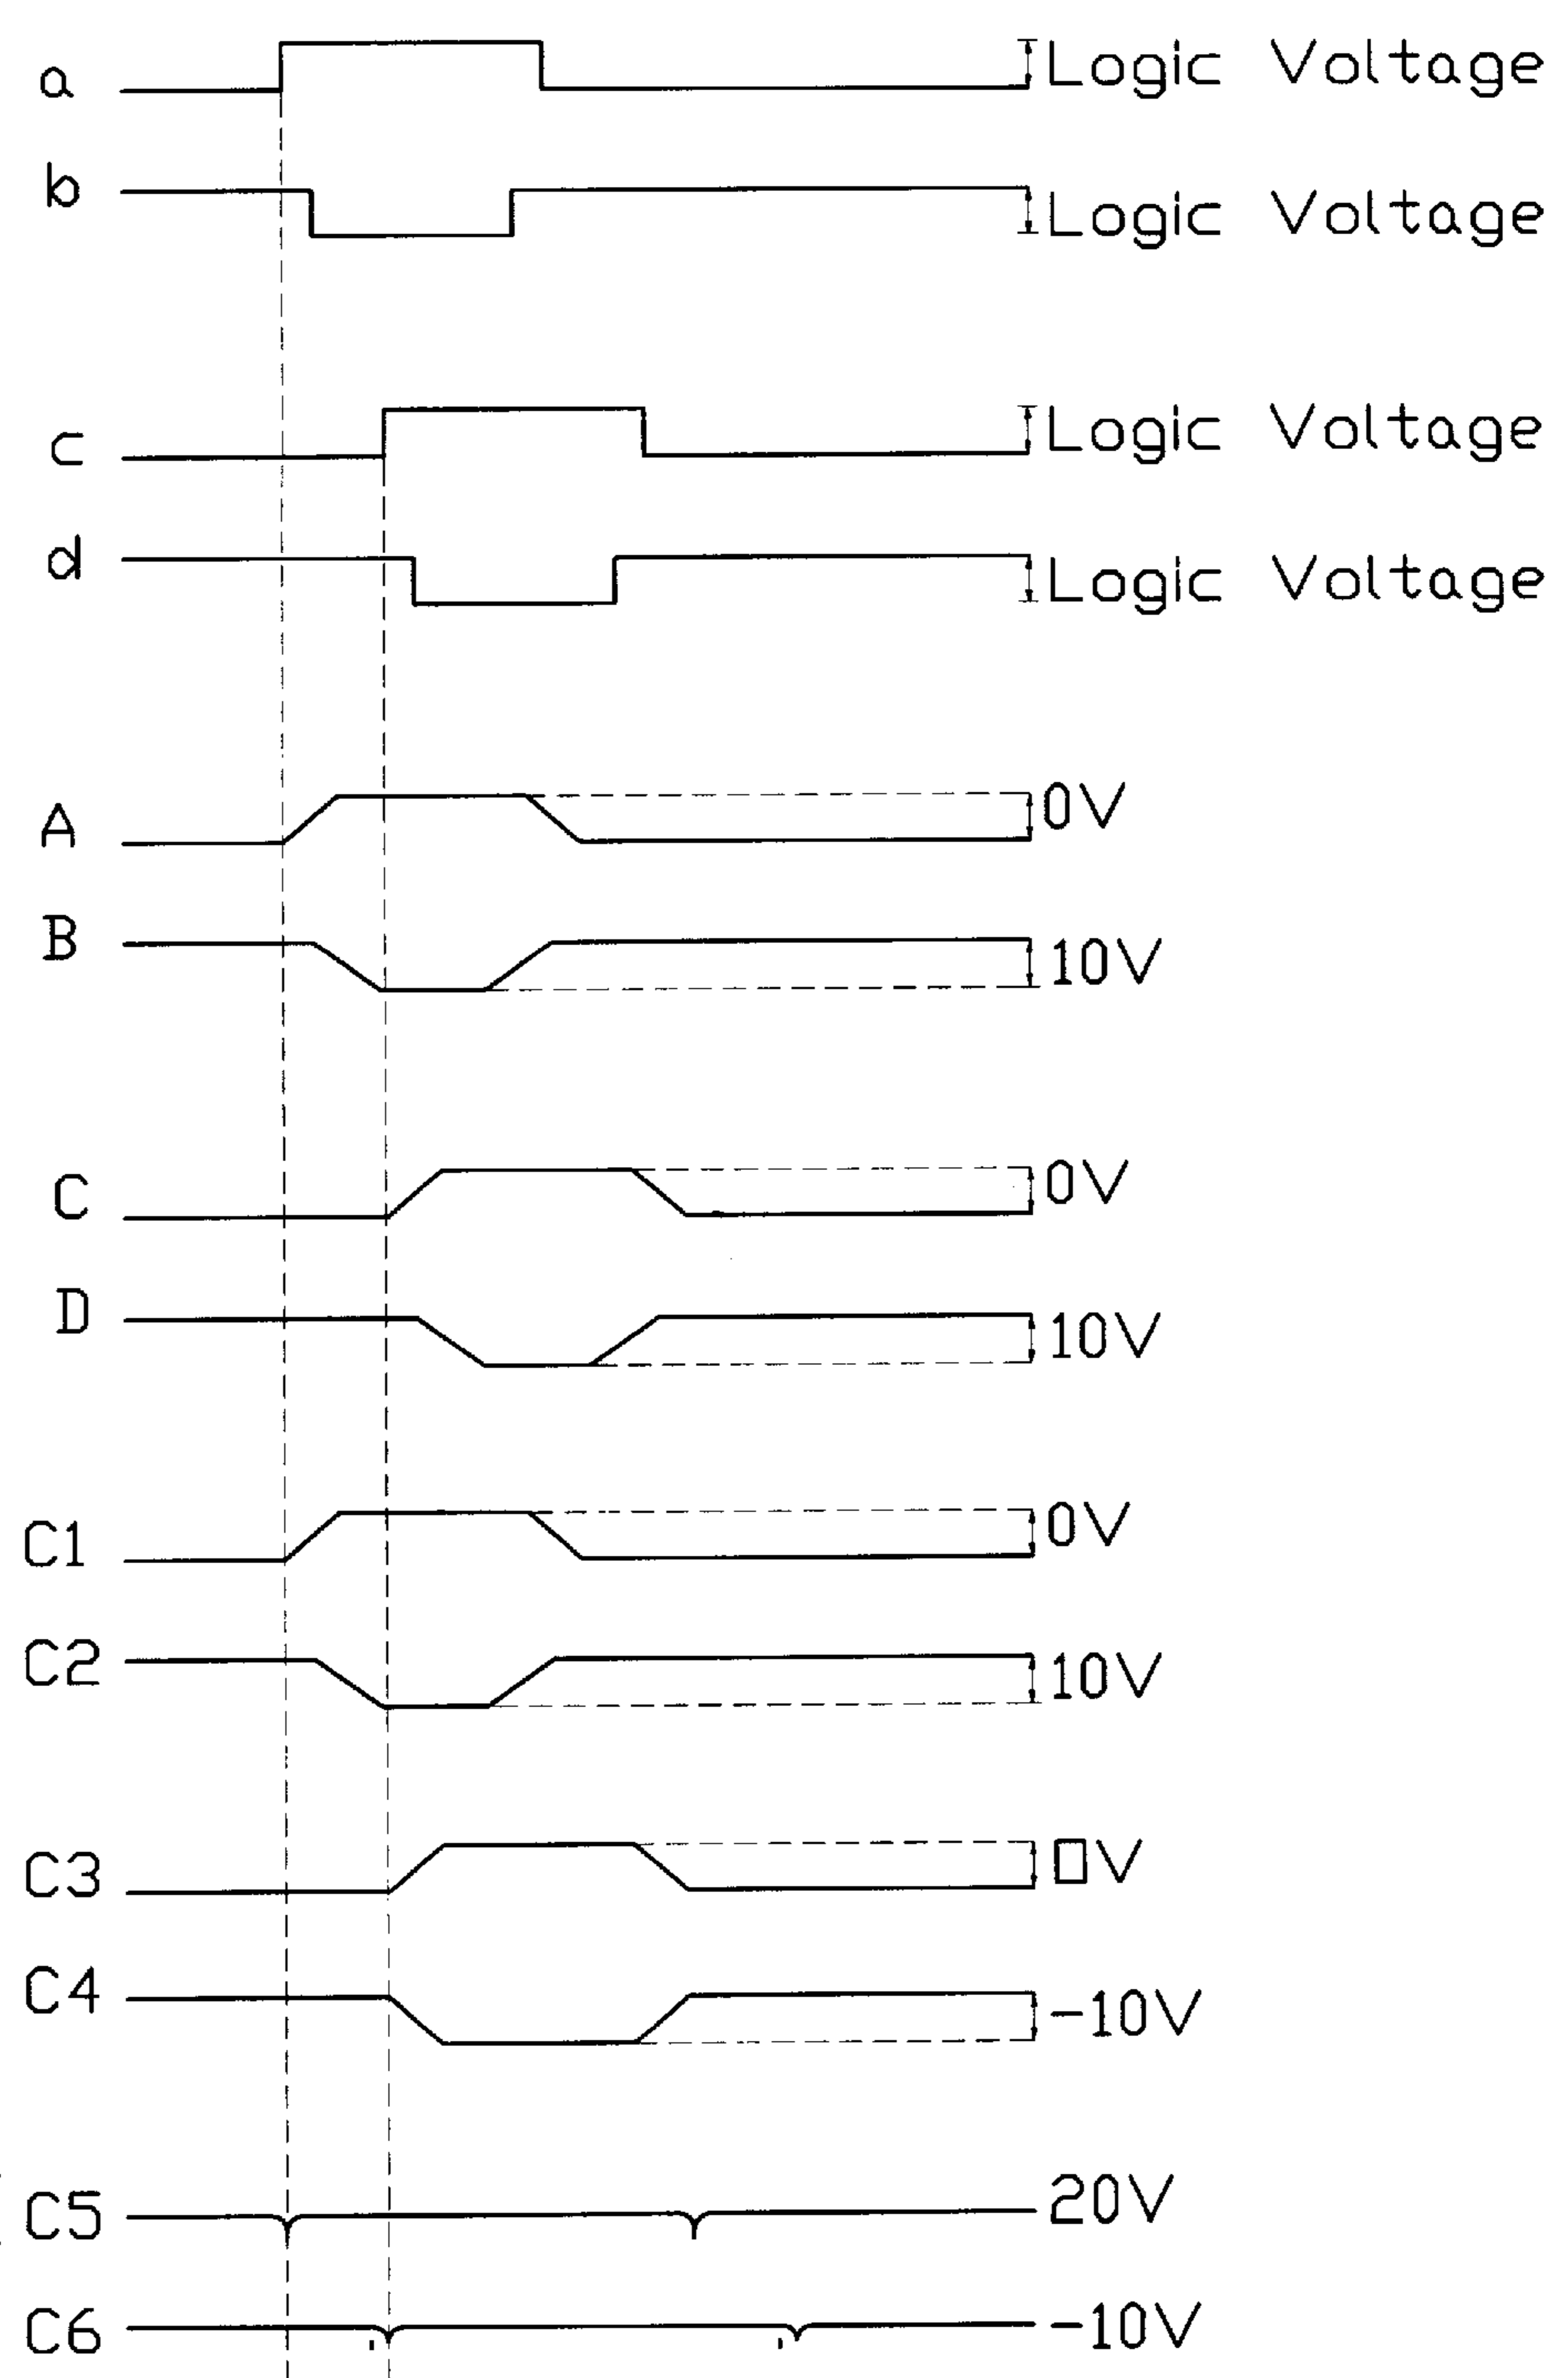 a Logic Voltage
b Logic Voltage
c Logic Voltage
d Logic Voltage
A 0V
B 10V
C 0V
D 10V
C1 0V
C2 10V
C3 0V
C4 -10V
C5 20V
C6 -10V